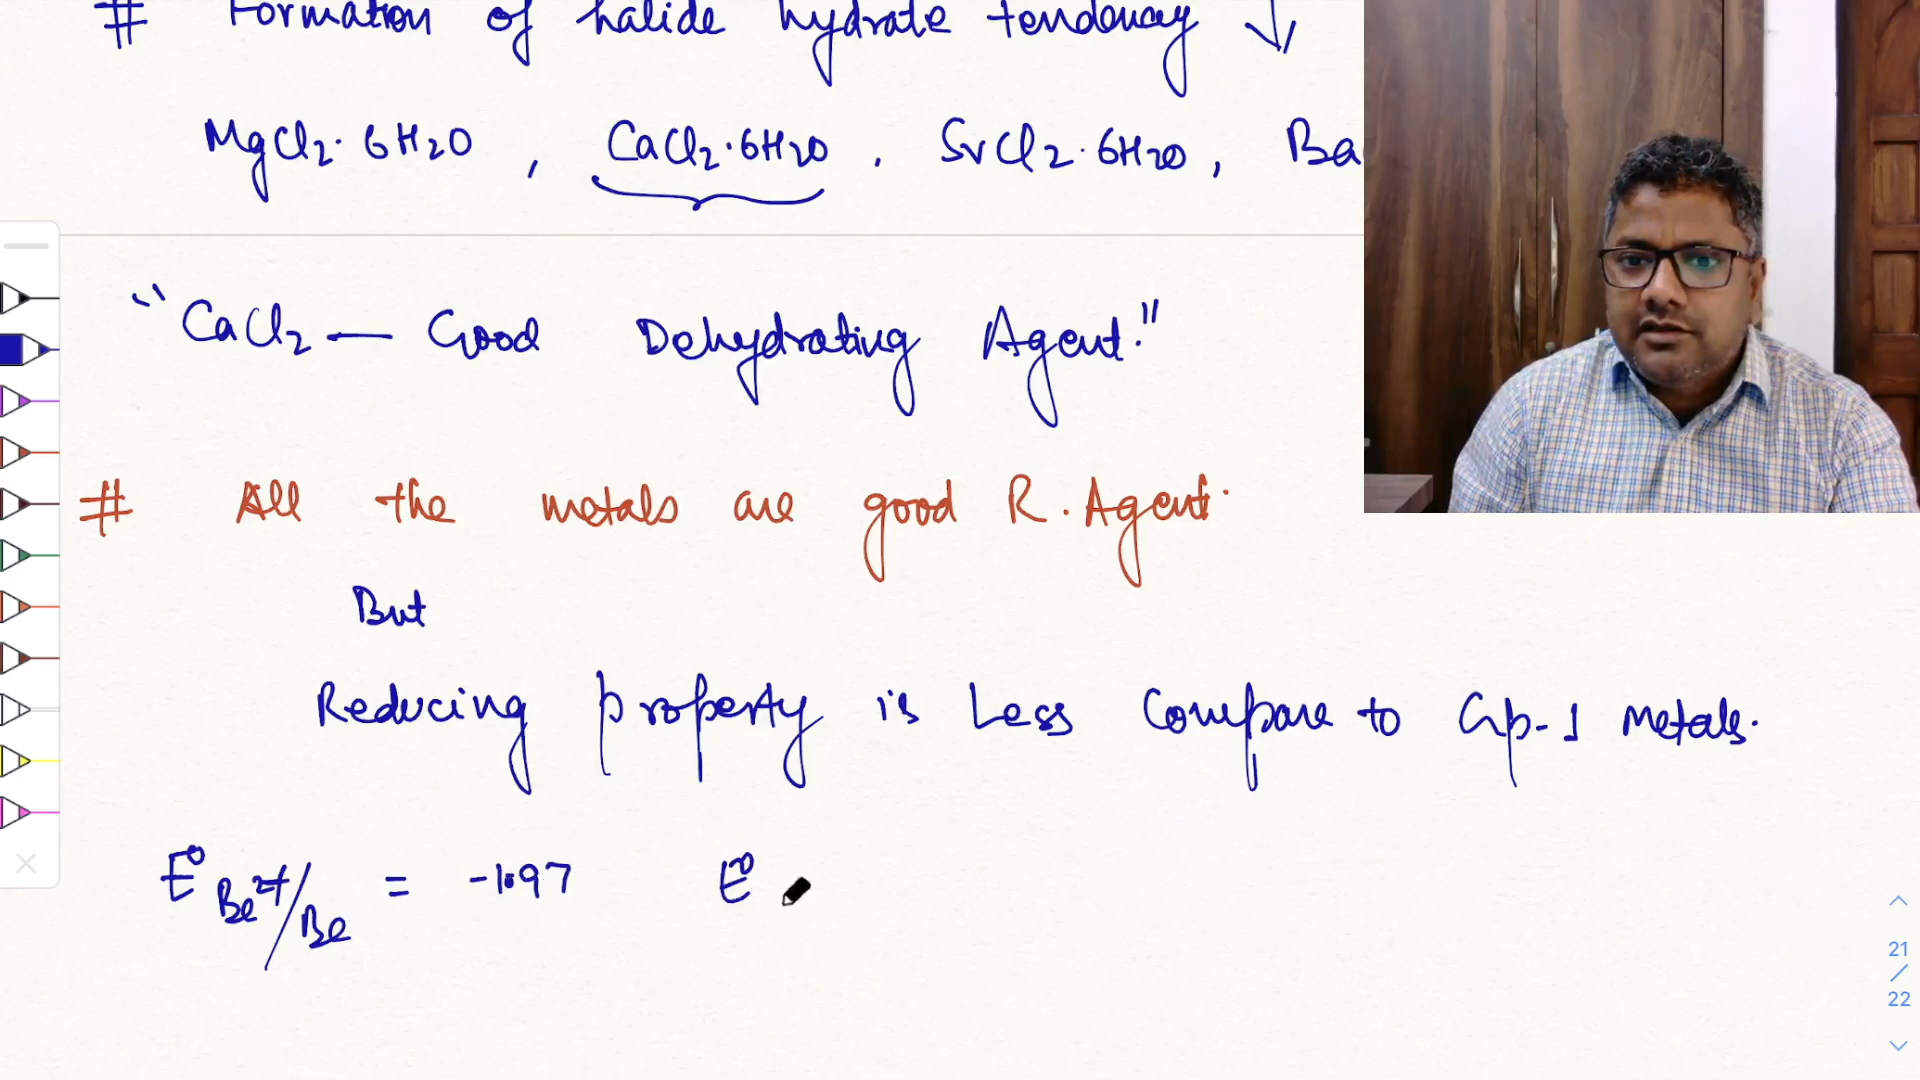 # Formation of halide hydrate tendency ↓
MgCl₂·6H₂O , CaCl₂·6H₂O , SrCl₂·6H₂O, Ba
"CaCl₂ — Good Dehydrating Agent."
# All the metals are good R. Agent.
But
Reducing property is Less Compare to Gp-1 Metals.
E⁰ Be²⁺/Be = -1.97 E⁰
21
/
22